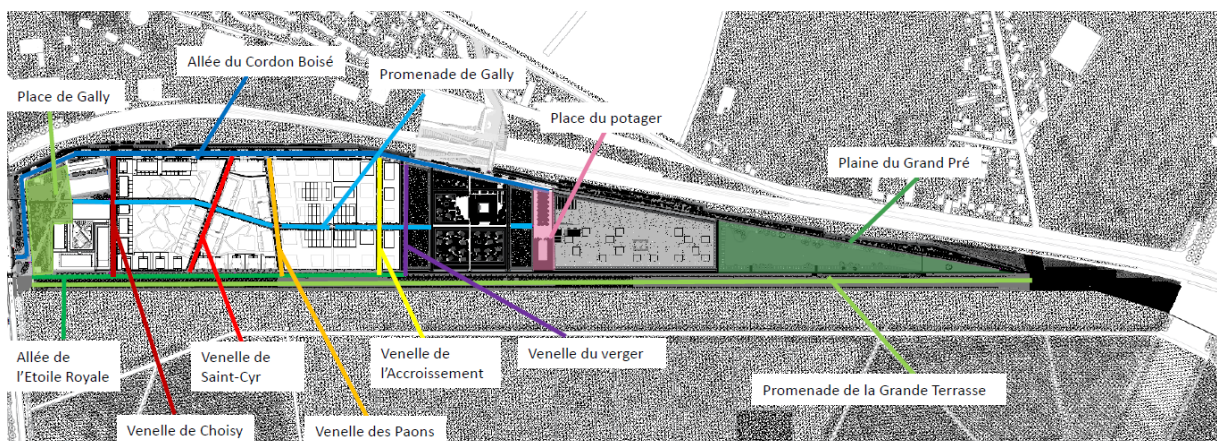 Allée du Cordon Boisé
Promenade de Gally
Place de Gally
Place du potager
Plaine du Grand Pré
Allée de
l'Etoile Royale
Venelle de
Saint-Cyr
Venelle de
l'Accroissement
Venelle du verger
Promenade de la Grande Terrasse
Venelle de Choisy
Venelle des Paons